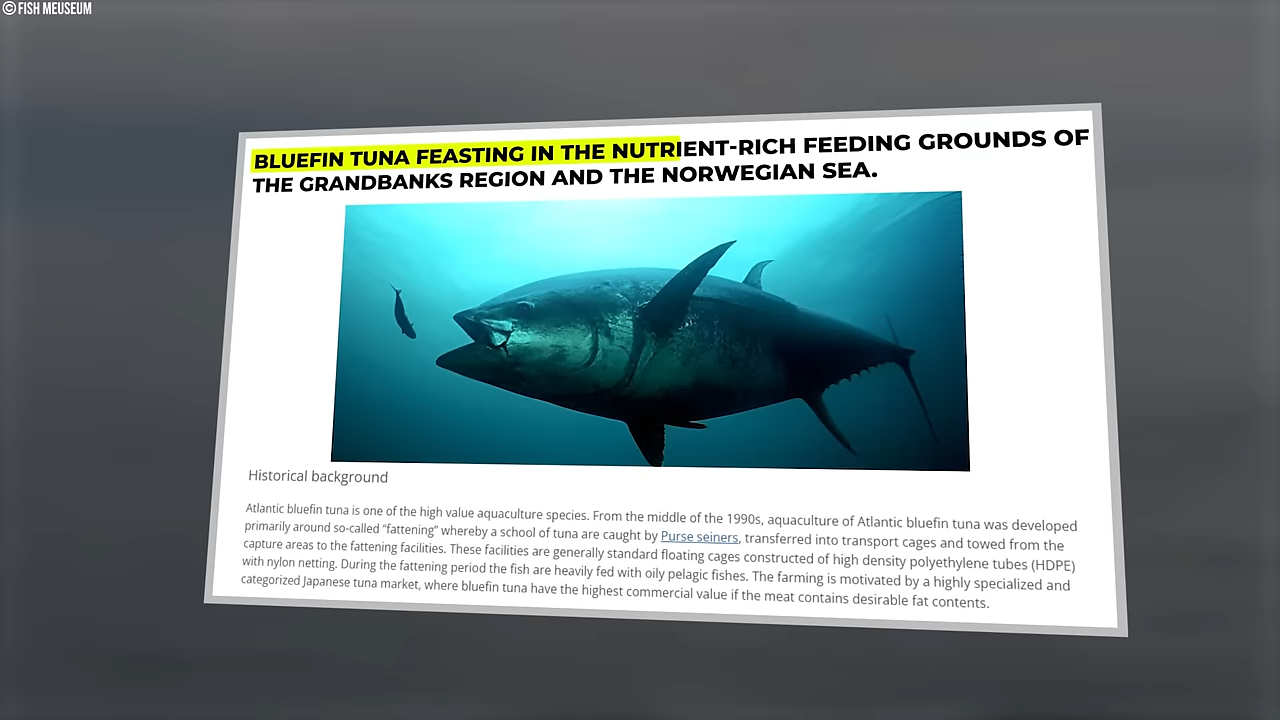 ©FISH MEUSEUM
BLUEFIN TUNA FEASTING IN THE NUTRIENT-RICH FEEDING GROUNDS OF
THE GRANDBANKS REGION AND THE NORWEGIAN SEA.
Historical background
Atlantic bluefin tuna is one of the high value aquaculture species. From the middle of the 1990s, aquaculture of Atlantic bluefin tuna was developed
primarily around so-called “fattening” whereby a school of tuna are caught by Purse seiners, transferred into transport cages and towed from the
capture areas to the fattening facilities. These facilities are generally standard floating cages constructed of high density polyethylene tubes (HDPE)
with nylon netting. During the fattening period the fish are heavily fed with oily pelagic fishes. The farming is motivated by a highly specialized and
categorized Japanese tuna market, where bluefin tuna have the highest commercial value if the meat contains desirable fat contents.